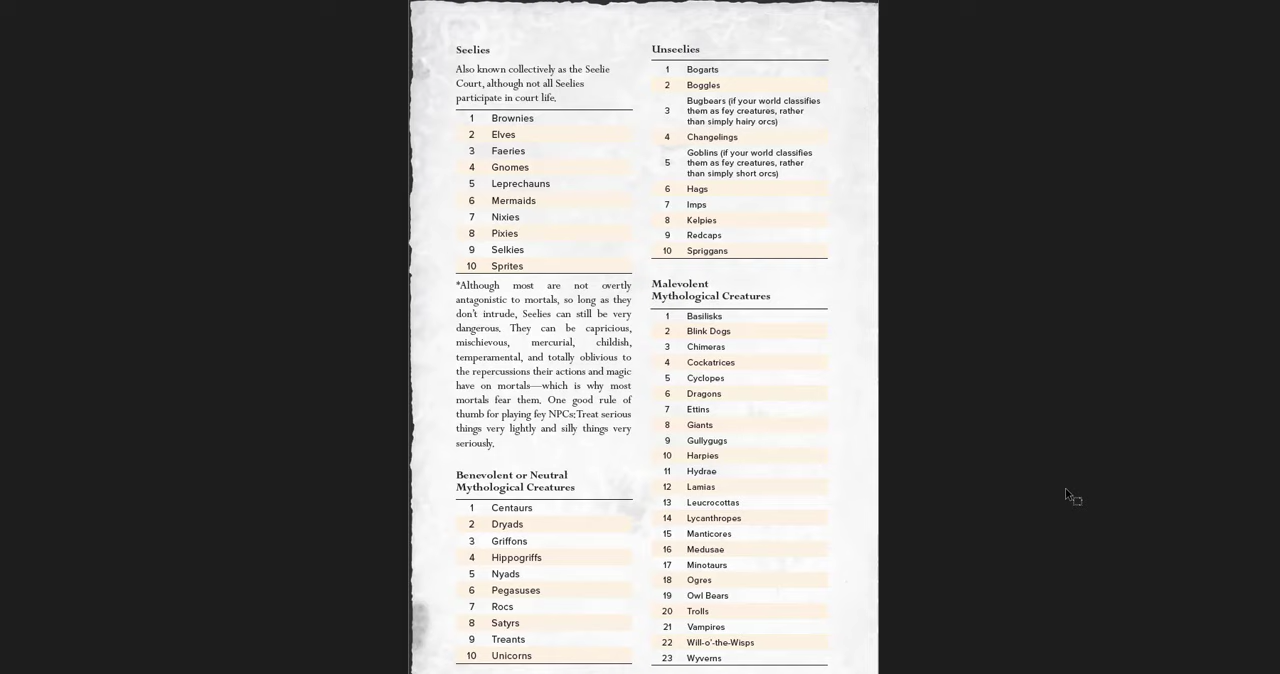 Seelies
Also known collectively as the Seelie
Court, although not all Seelies
participate in court life.
1 Brownies
2 Elves
3 Faeries
4 Gnomes
5 Leprechauns
6 Mermaids
7 Nixies
8 Pixies
9 Selkies
10 Sprites
*Although most are not overtly
antagonistic to mortals, so long as they
don't intrude, Seelies can still be very
dangerous. They can be capricious,
mischievous, mercurial, childish,
temperamental, and totally oblivious to
the repercussions their actions and magic
have on mortals—which is why most
mortals fear them. One good rule of
thumb for playing fey NPCs: Treat serious
things very lightly and silly things very
seriously.
Benevolent or Neutral
Mythological Creatures
1 Centaurs
2 Dryads
3 Griffons
4 Hippogriffs
5 Nyads
6 Pegasuses
7 Rocs
8 Satyrs
9 Treants
10 Unicorns
Unseelies
1 Bogarts
2 Boggles
3 Bugbears (if your world classifies
them as fey creatures, rather
than simply hairy orcs)
4 Changelings
5 Goblins (if your world classifies
them as fey creatures, rather
than simply short orcs)
6 Hags
7 Imps
8 Kelpies
9 Redcaps
10 Spriggans
Malevolent
Mythological Creatures
1 Basilisks
2 Blink Dogs
3 Chimeras
4 Cockatrices
5 Cyclopes
6 Dragons
7 Ettins
8 Giants
9 Gullygugs
10 Harpies
11 Hydrae
12 Lamias
13 Leucrocottas
14 Lycanthropes
15 Manticores
16 Medusae
17 Minotaurs
18 Ogres
19 Owl Bears
20 Trolls
21 Vampires
22 Will-o'-the-Wisps
23 Wyverns